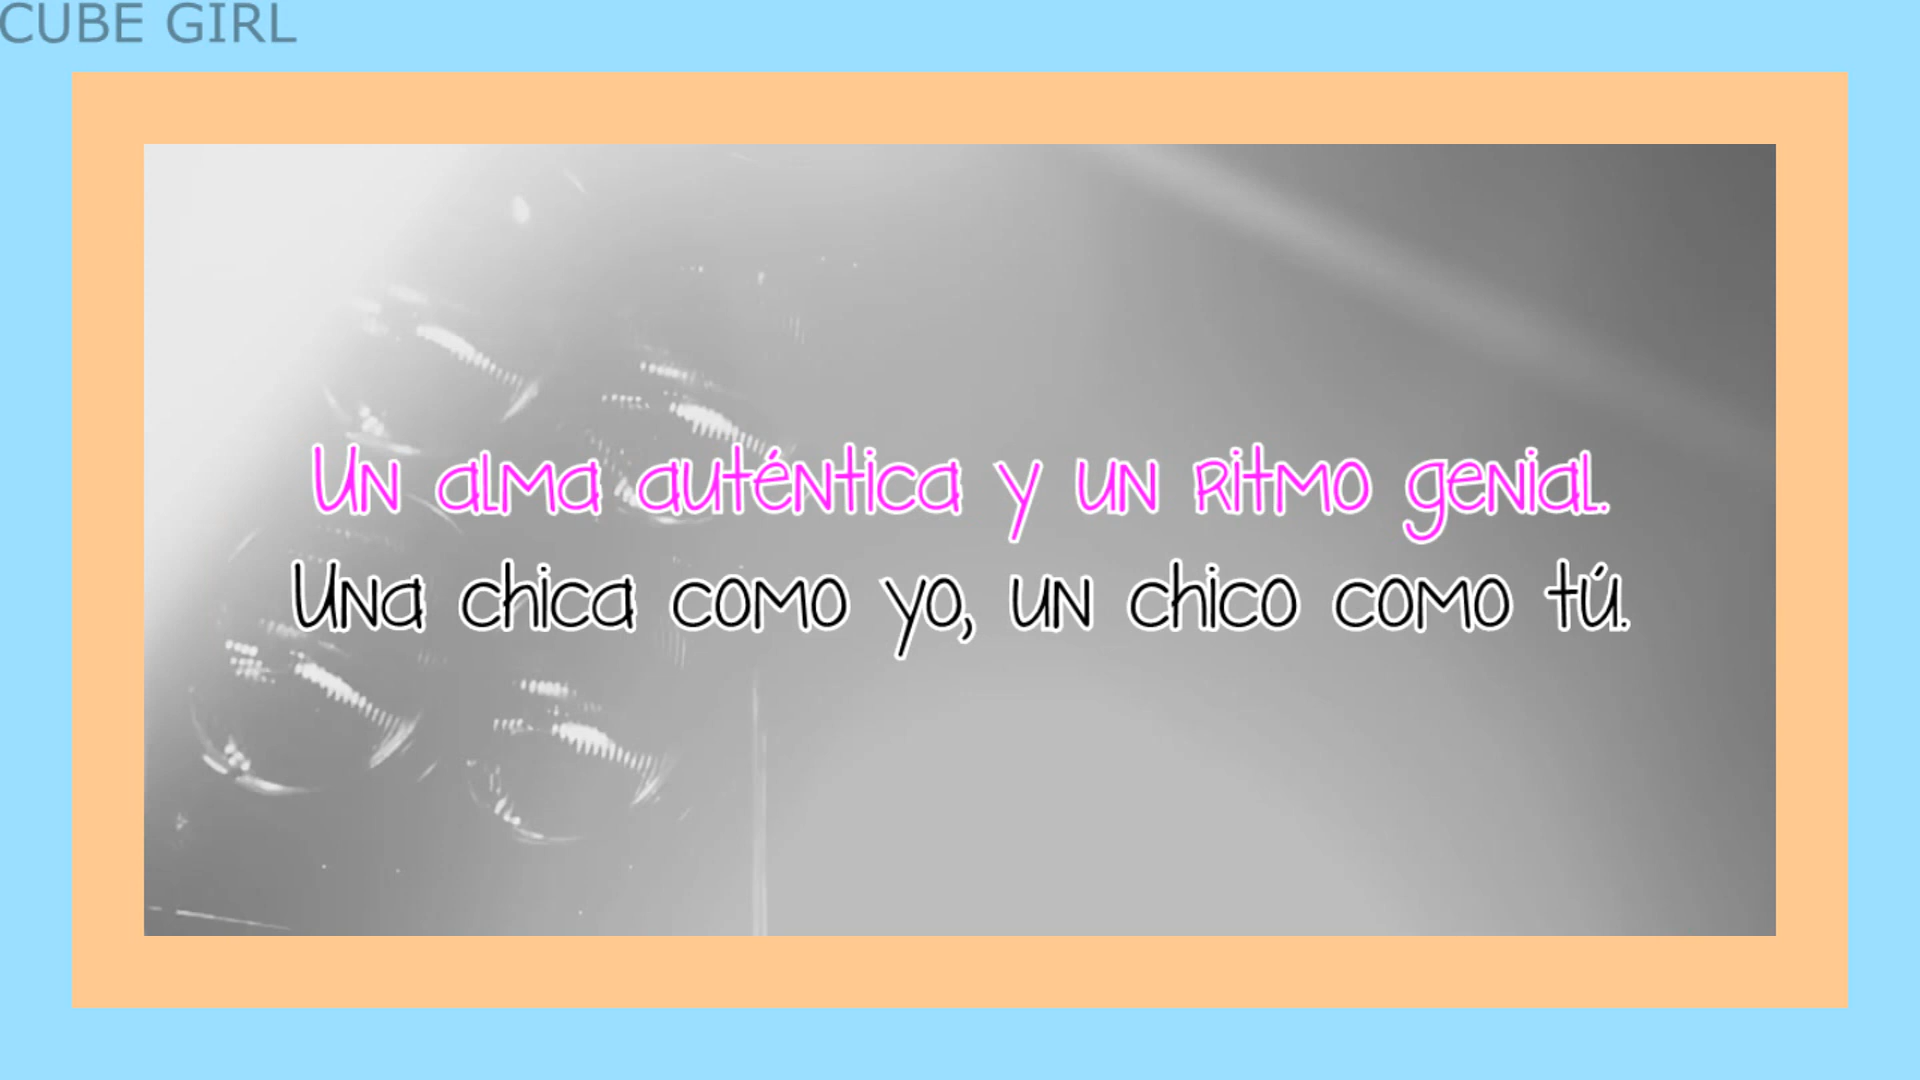 CUBE GIRL
Un alma auténtica y un ritmo genial.
Una chica como yo, un chico como tú.